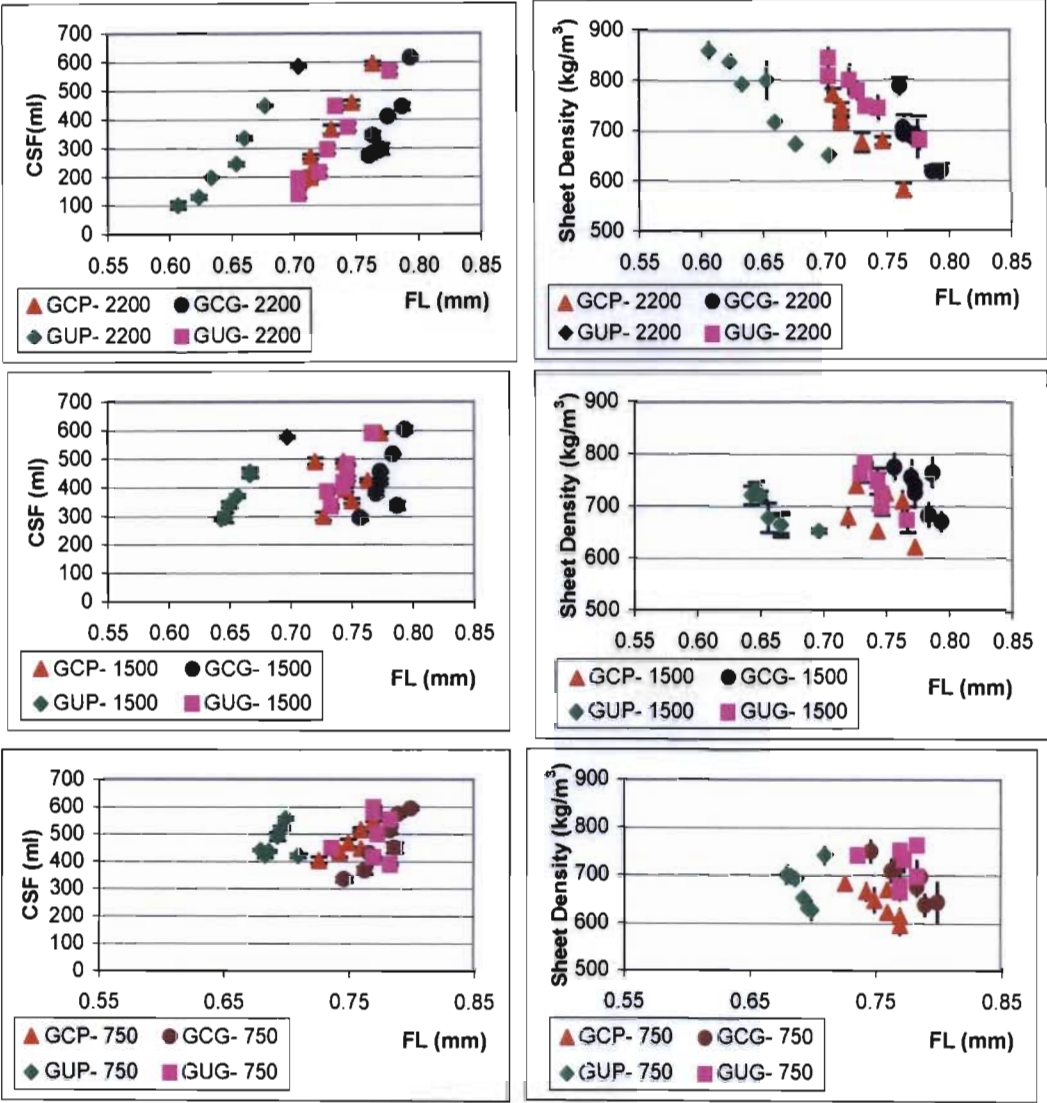 700
600
500
400
300
200
100
0
CSF(ml)
0.55 0.60 0.65 0.70 0.75 0.80 0.85
FL (mm)
GCP- 2200 GCG- 2200
GUP- 2200 GUG- 2200
900
800
700
600
500
Sheet Density (kg/m³)
0.55 0.60 0.65 0.70 0.75 0.80 0.85
FL (mm)
GCP- 2200 GCG- 2200
GUP- 2200 GUG- 2200
700
600
500
400
300
200
100
0
CSF (ml)
0.55 0.60 0.65 0.70 0.75 0.80 0.85
FL (mm)
GCP- 1500 GCG- 1500
GUP- 1500 GUG- 1500
900
800
700
600
500
Sheet Density (kg/m³)
0.55 0.60 0.65 0.70 0.75 0.80 0.85
FL (mm)
GCP- 1500 GCG- 1500
GUP- 1500 GUG- 1500
700
600
500
400
300
200
100
0
CSF (ml)
0.55 0.65 0.75 0.85
FL (mm)
GCP- 750 GCG- 750
GUP- 750 GUG- 750
900
800
700
600
500
Sheet Density (kg/m³)
0.55 0.65 0.75 0.85
FL (mm)
GCP- 750 GCG- 750
GUP- 750 GUG- 750